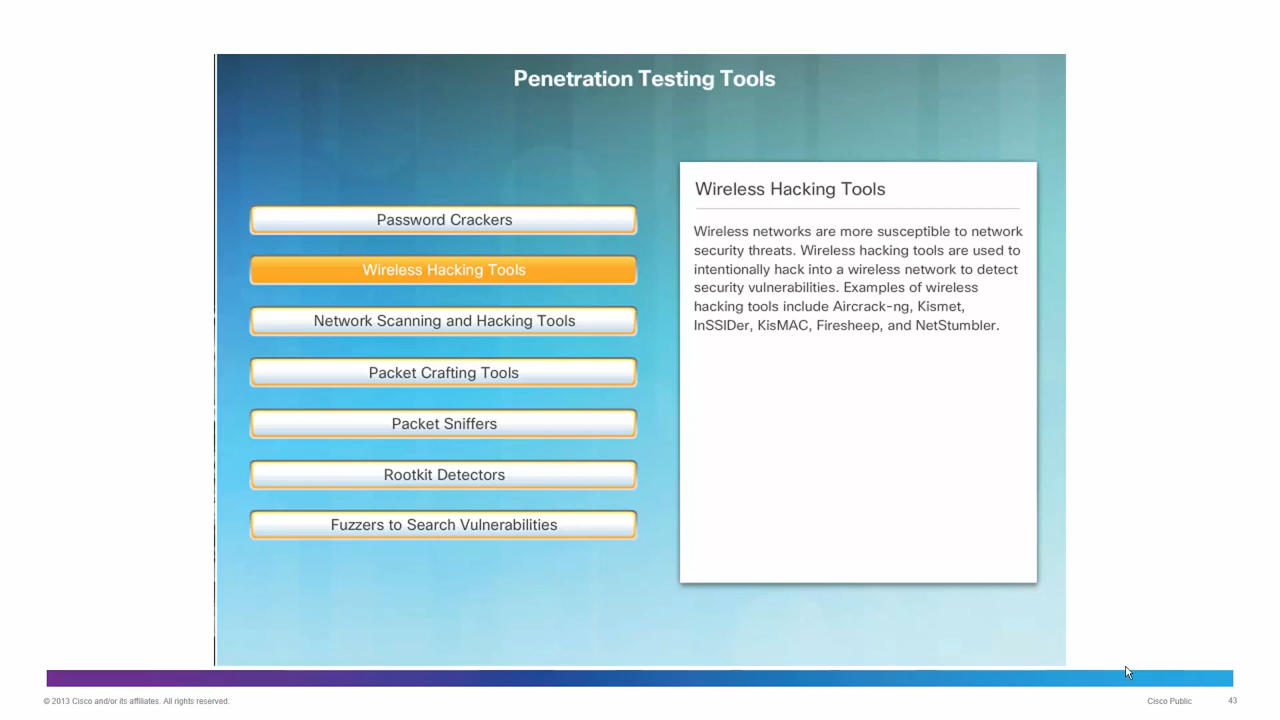 Penetration Testing Tools
Password Crackers
Wireless Hacking Tools
Network Scanning and Hacking Tools
Packet Crafting Tools
Packet Sniffers
Rootkit Detectors
Fuzzers to Search Vulnerabilities
Wireless Hacking Tools
Wireless networks are more susceptible to network
security threats. Wireless hacking tools are used to
intentionally hack into a wireless network to detect
security vulnerabilities. Examples of wireless
hacking tools include Aircrack-ng, Kismet,
InSSIDer, KisMAC, Firesheep, and NetStumbler.
© 2013 Cisco and/or its affiliates. All rights reserved.
Cisco Public
43